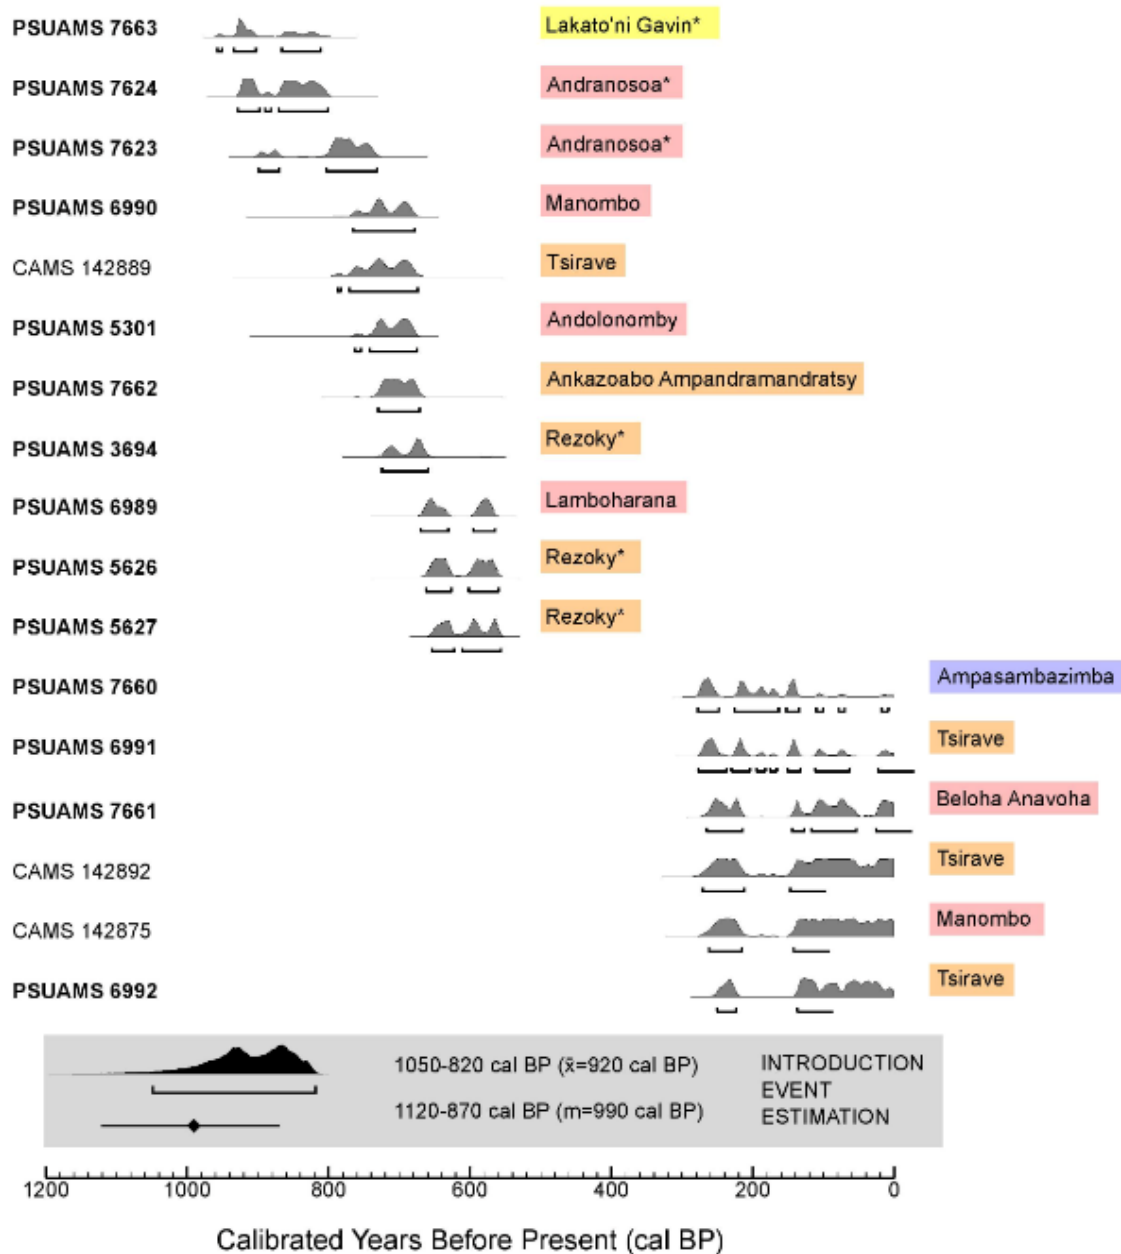 PSUAMS 7663 Lakato'ni Gavin*
PSUAMS 7624 Andranosoa*
PSUAMS 7623 Andranosoa*
PSUAMS 6990 Manombo
CAMS 142889 Tsirave
PSUAMS 5301 Andolonomby
PSUAMS 7662 Ankazoabo Ampandramandratsy
PSUAMS 3694 Rezoky*
PSUAMS 6989 Lamboharana
PSUAMS 5626 Rezoky*
PSUAMS 5627 Rezoky*
PSUAMS 7660 Ampasambazimba
PSUAMS 6991 Tsirave
PSUAMS 7661 Beloha Anavoha
CAMS 142892 Tsirave
CAMS 142875 Manombo
PSUAMS 6992 Tsirave
1050-820 cal BP (x̄=920 cal BP) INTRODUCTION
EVENT
1120-870 cal BP (m=990 cal BP) ESTIMATION
1200 1000 800 600 400 200 0
Calibrated Years Before Present (cal BP)